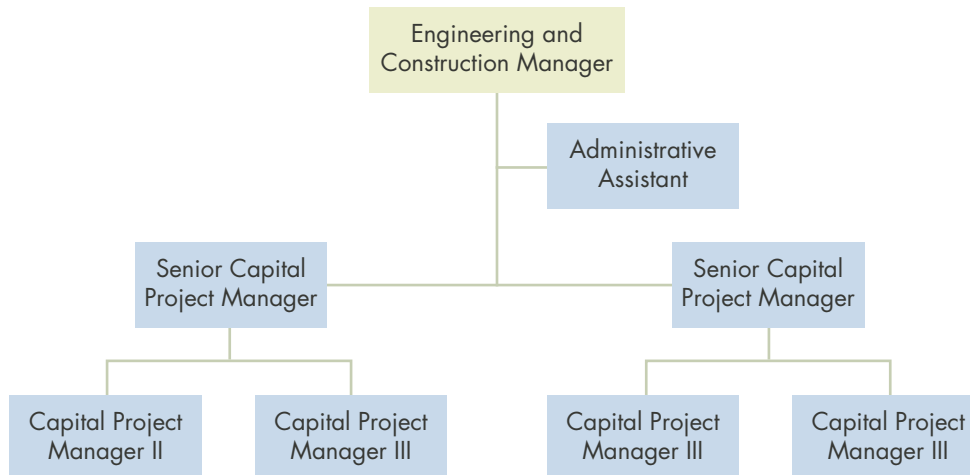 Engineering and
Construction Manager
Administrative
Assistant
Senior Capital
Project Manager
Senior Capital
Project Manager
Capital Project
Manager II
Capital Project
Manager III
Capital Project
Manager III
Capital Project
Manager III